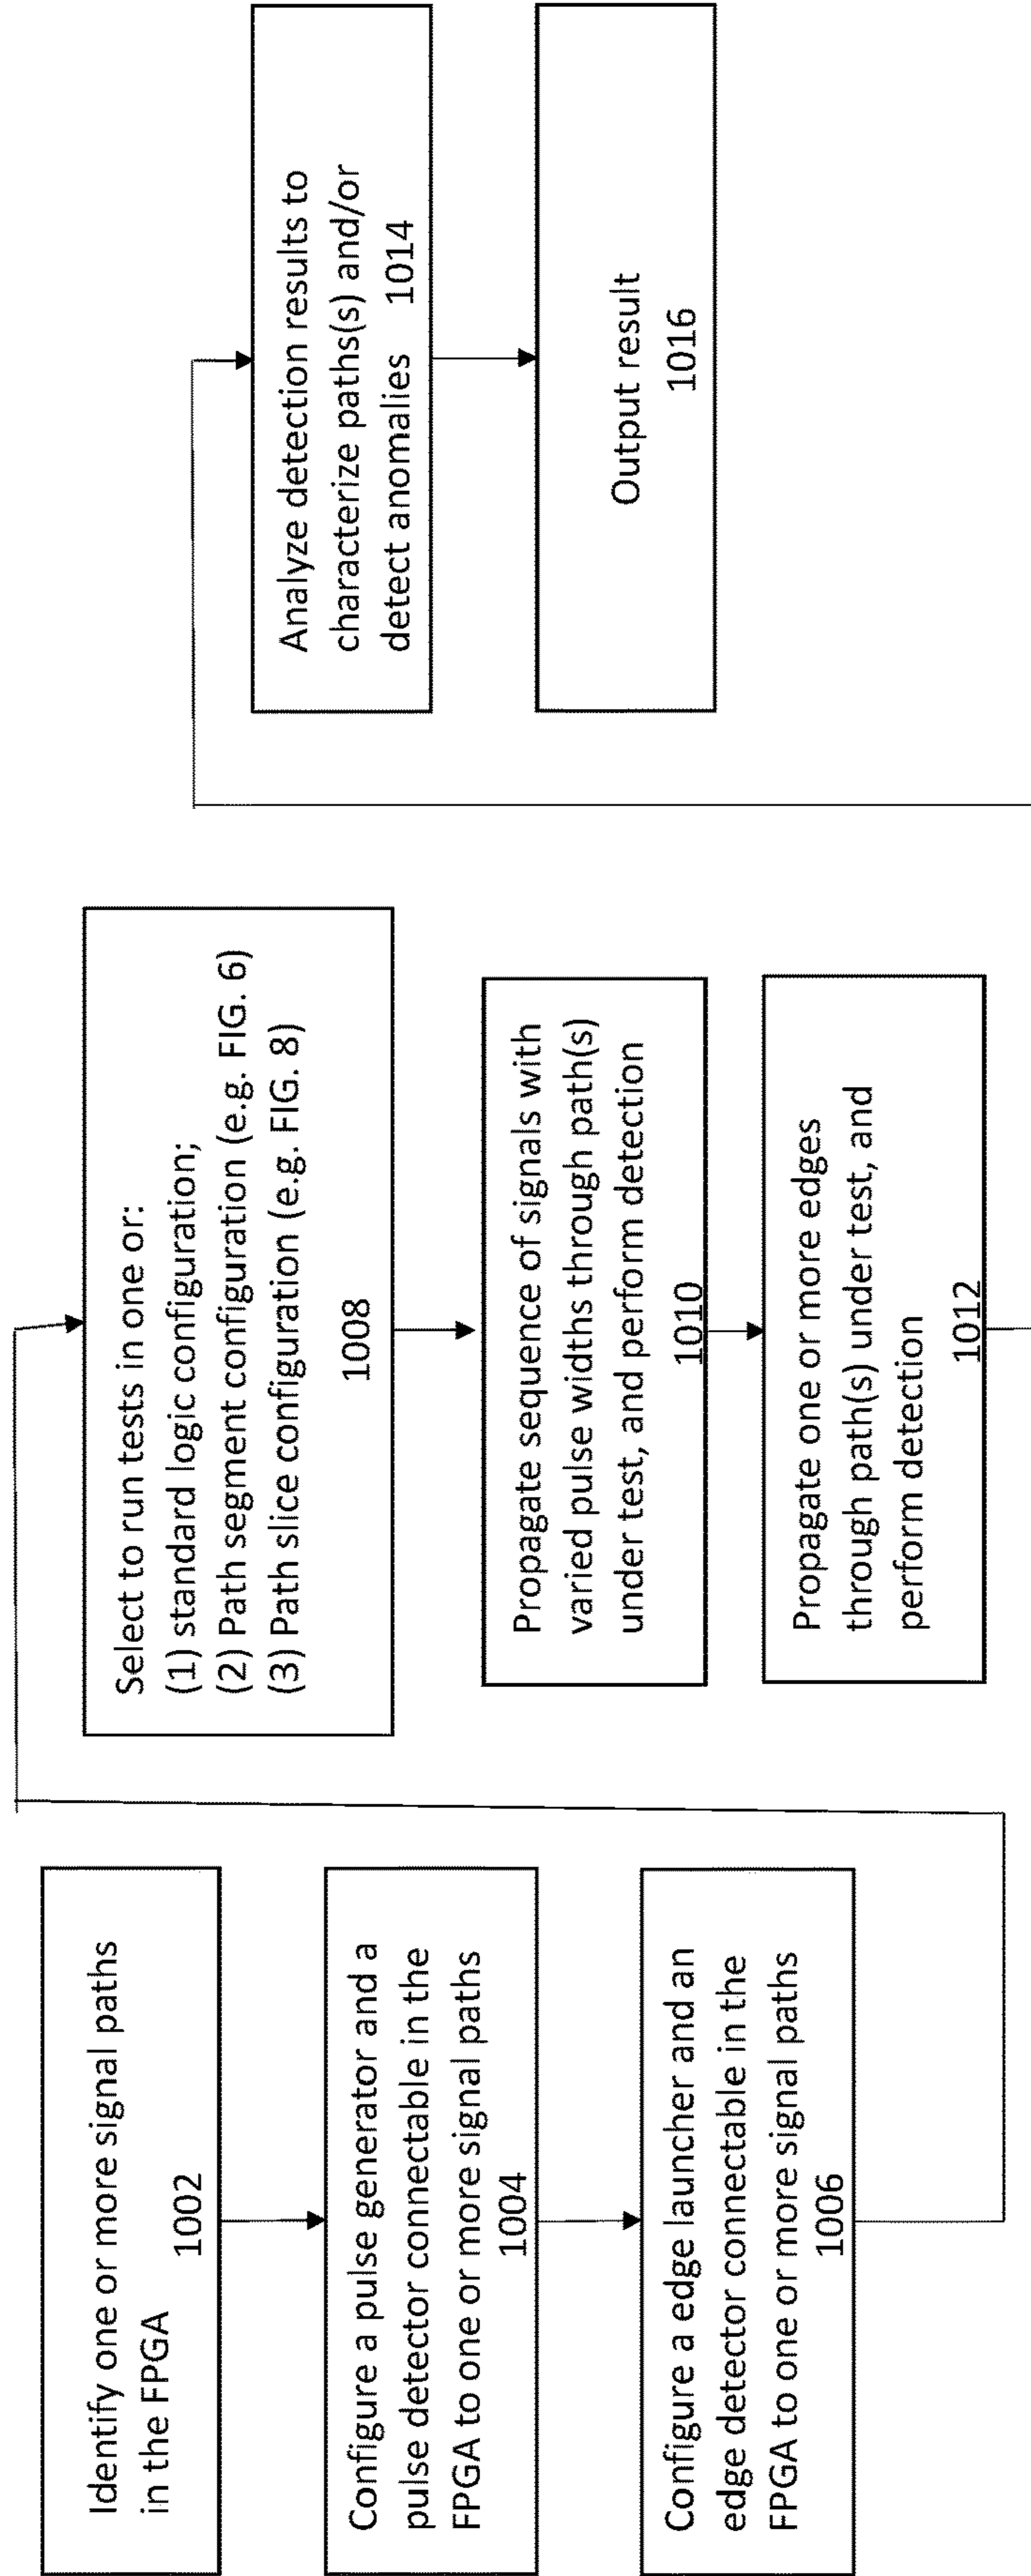 Identify one or more signal paths
in the FPGA
1002
Configure a pulse generator and a
pulse detector connectable in the
FPGA to one or more signal paths
1004
Configure a edge launcher and an
edge detector connectable in the
FPGA to one or more signal paths
1006
Select to run tests in one or:
(1) standard logic configuration;
(2) Path segment configuration (e.g. FIG. 6)
(3) Path slice configuration (e.g. FIG. 8)
1008
Propagate sequence of signals with
varied pulse widths through path(s)
under test, and perform detection
1010
Propagate one or more edges
through path(s) under test, and
perform detection
1012
Analyze detection results to
characterize paths(s) and/or
detect anomalies 1014
Output result
1016